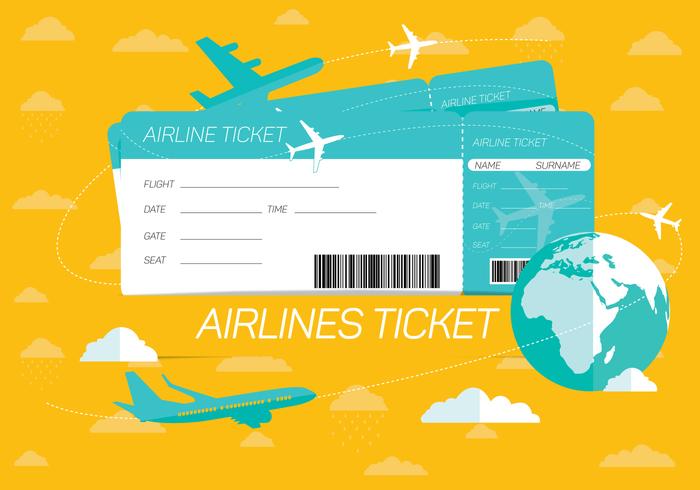 AIRLINE TICKET
AIRLINE TICKET
FLIGHT
DATE TIME
GATE
SEAT
AIRLINE TICKET
NAME SURNAME
FLIGHT
DATE TIME
GATE
SEAT
AIRLINES TICKET